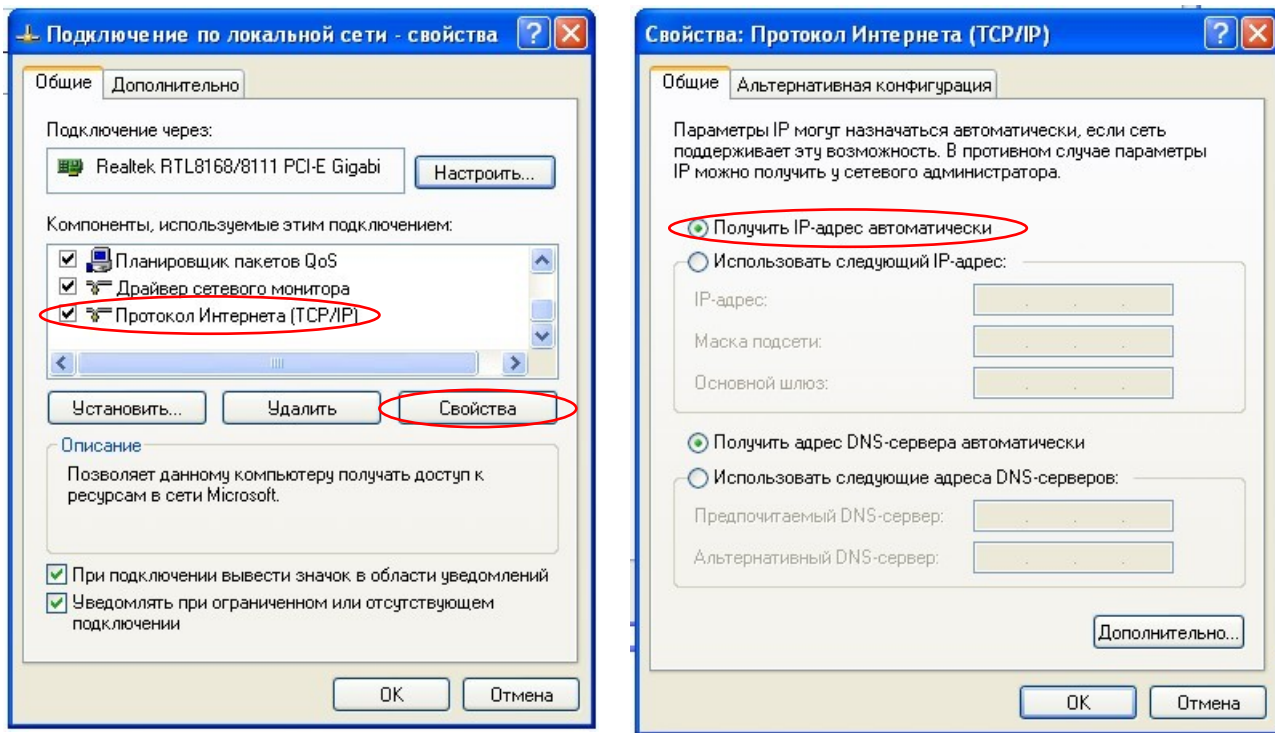 Подключение по локальной сети - свойства
Общие
Дополнительно
Подключение через:
Realtek RTL8168/8111 PCI-E Gigabi
Настроить...
Компоненты, используемые этим подключением:
Планировщик пакетов QoS
Драйвер сетевого монитора
Протокол Интернета (TCP/IP)
Установить...
Удалить
Свойства
Описание
Позволяет данному компьютеру получать доступ к
ресурсам в сети Microsoft.
При подключении вывести значок в области уведомлений
Уведомлять при ограниченном или отсутствующем
подключении
OK
Отмена
Свойства: Протокол Интернета (TCP/IP)
Общие
Альтернативная конфигурация
Параметры IP могут назначаться автоматически, если сеть
поддерживает эту возможность. В противном случае параметры
IP можно получить у сетевого администратора.
Получить IP-адрес автоматически
Использовать следующий IP-адрес:
IP-адрес:
Маска подсети:
Основной шлюз:
Получить адрес DNS-сервера автоматически
Использовать следующие адреса DNS-серверов:
Предпочитаемый DNS-сервер:
Альтернативный DNS-сервер:
Дополнительно...
OK
Отмена